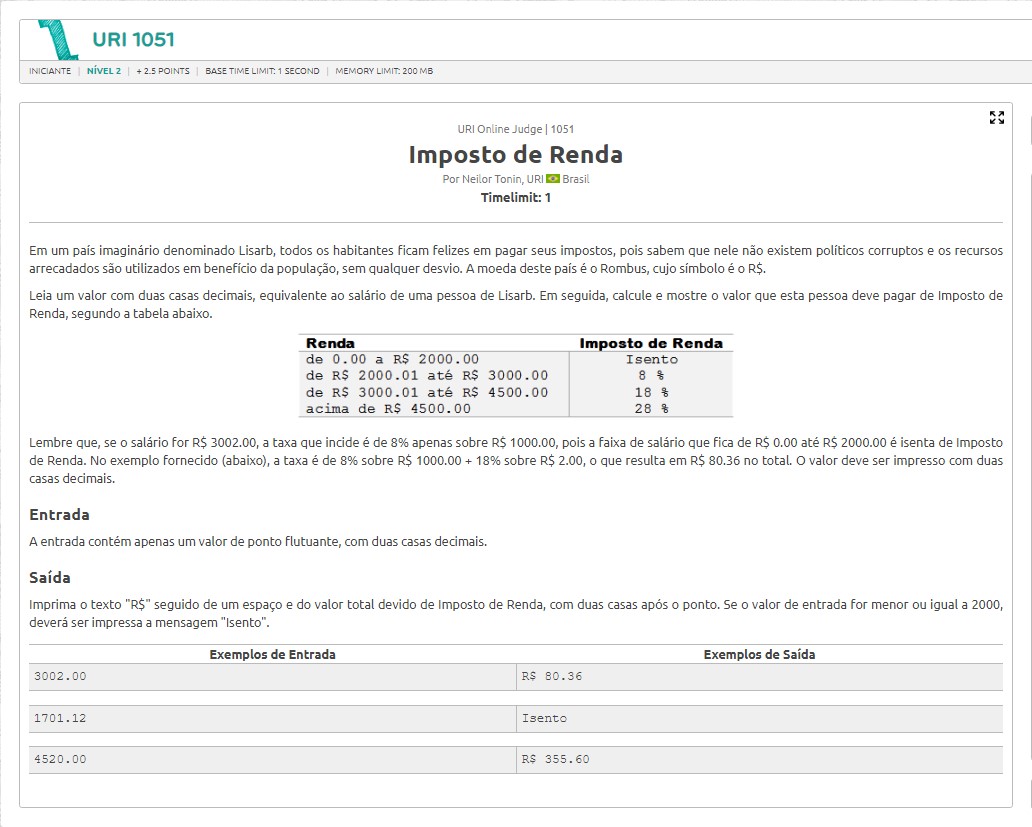 URI 1051
INICIANTE | NÍVEL 2 | + 2.5 POINTS | BASE TIME LIMIT: 1 SECOND | MEMORY LIMIT: 200 MB
URI Online Judge | 1051
Imposto de Renda
Por Neilor Tonin, URI Brasil
Timelimit: 1
Em um país imaginário denominado Lisarb, todos os habitantes ficam felizes em pagar seus impostos, pois sabem que nele não existem políticos corruptos e os recursos
arrecadados são utilizados em benefício da população, sem qualquer desvio. A moeda deste país é o Rombus, cujo símbolo é o R$.
Leia um valor com duas casas decimais, equivalente ao salário de uma pessoa de Lisarb. Em seguida, calcule e mostre o valor que esta pessoa deve pagar de Imposto de
Renda, segundo a tabela abaixo.
Renda Imposto de Renda
de 0.00 a R$ 2000.00 Isento
de R$ 2000.01 até R$ 3000.00 8 %
de R$ 3000.01 até R$ 4500.00 18 %
acima de R$ 4500.00 28 %
Lembre que, se o salário for R$ 3002.00, a taxa que incide é de 8% apenas sobre R$ 1000.00, pois a faixa de salário que fica de R$ 0.00 até R$ 2000.00 é isenta de Imposto
de Renda. No exemplo fornecido (abaixo), a taxa é de 8% sobre R$ 1000.00 + 18% sobre R$ 2.00, o que resulta em R$ 80.36 no total. O valor deve ser impresso com duas
casas decimais.
Entrada
A entrada contém apenas um valor de ponto flutuante, com duas casas decimais.
Saída
Imprima o texto "R$" seguido de um espaço e do valor total devido de Imposto de Renda, com duas casas após o ponto. Se o valor de entrada for menor ou igual a 2000,
deverá ser impressa a mensagem "Isento".
Exemplos de Entrada Exemplos de Saída
3002.00 R$ 80.36
1701.12 Isento
4520.00 R$ 355.60